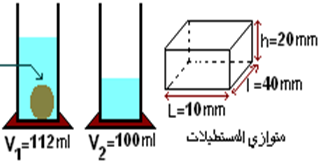 h=20mm
l=40mm
L=10mm
V1=112ml
V2=100ml
متوازي المستطيلات